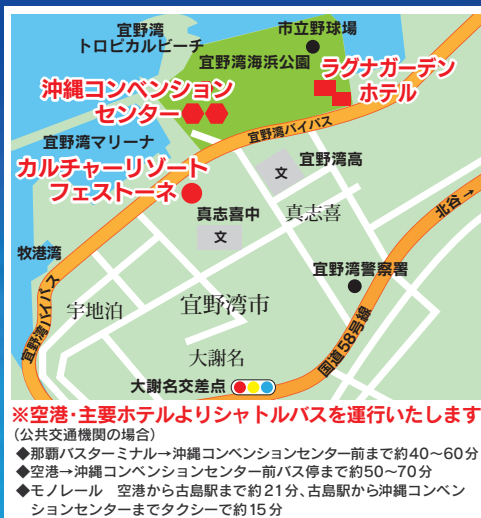 宜野湾
トロピカルビーチ
市立野球場
宜野湾海浜公園
ラグナガーデン
ホテル
沖縄コンベンション
センター
宜野湾バイパス
宜野湾マリーナ
カルチャーリゾート
フェストーネ
文
宜野湾高
真志喜中
文
真志喜
北谷→
牧港湾
宜野湾警察署
宇地泊
宜野湾市
宜野湾バイパス
国道58号線
大謝名
大謝名交差点
※空港・主要ホテルよりシャトルバスを運行いたします
(公共交通機関の場合)
◆那覇バスターミナル→沖縄コンベンションセンター前まで約40~60分
◆空港→沖縄コンベンションセンター前バス停まで約50~70分
◆モノレール 空港から古島駅まで約21分、古島駅から沖縄コンベン
ションセンターまでタクシーで約15分